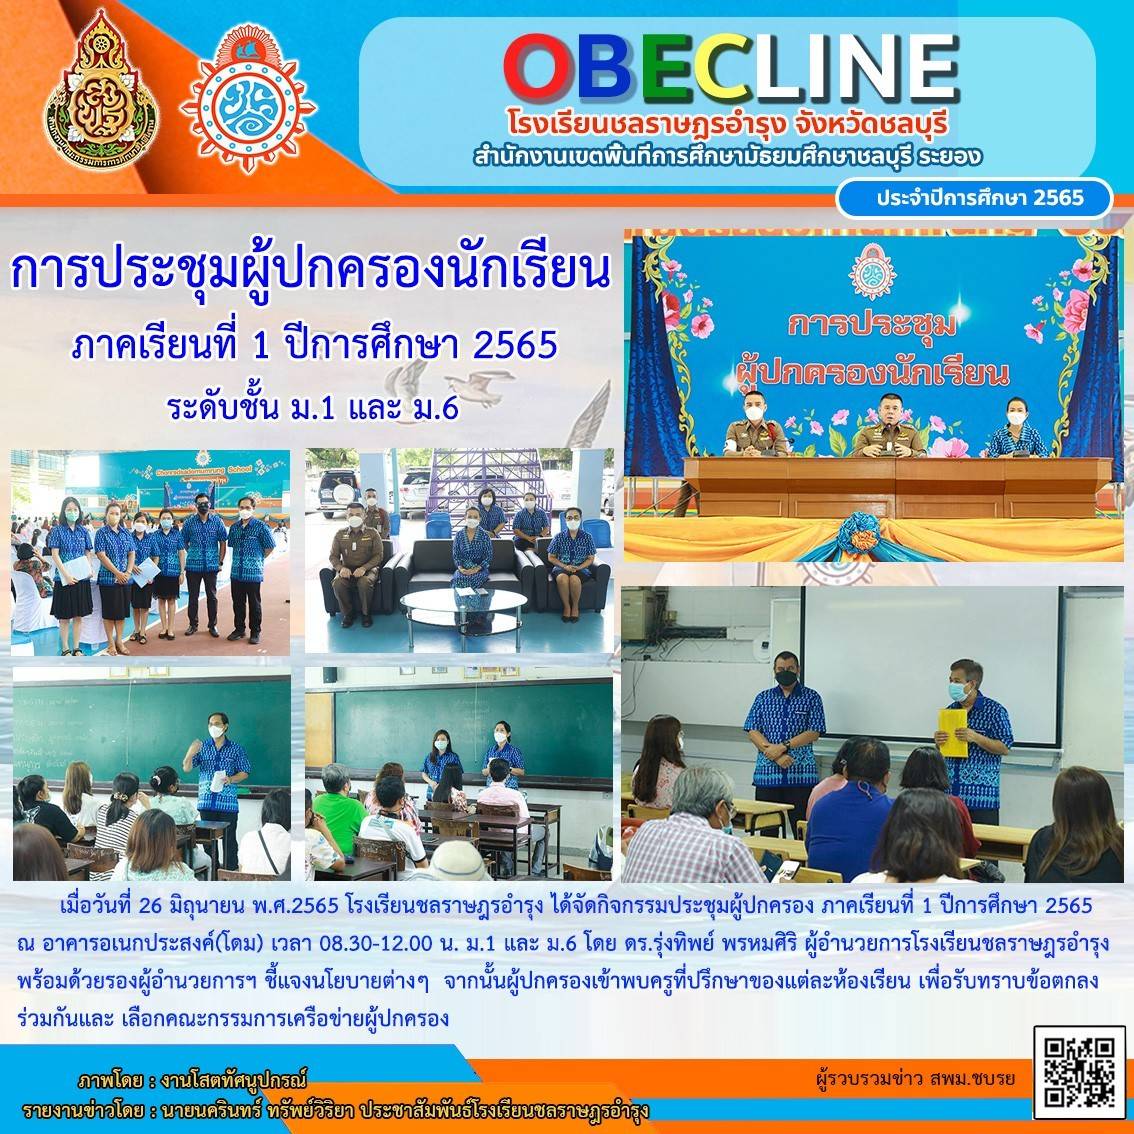 OBECLINE
โรงเรียนชลราษฎรอำรุง จังหวัดชลบุรี
สำนักงานเขตพื้นที่การศึกษามัธยมศึกษาชลบุรี ระยอง
ประจำปีการศึกษา 2565
การประชุมผู้ปกครองนักเรียน
ภาคเรียนที่ 1 ปีการศึกษา 2565
ระดับชั้น ม.1 และ ม.6
การประชุม
ผู้ปกครองนักเรียน
Chonradsadornumrung School
เมื่อวันที่ 26 มิถุนายน พ.ศ.2565 โรงเรียนชลราษฎรอำรุง ได้จัดกิจกรรมประชุมผู้ปกครอง ภาคเรียนที่ 1 ปีการศึกษา 2565
ณ อาคารอเนกประสงค์(โดม) เวลา 08.30-12.00 น. ม.1 และ ม.6 โดย ดร.รุ่งทิพย์ พรหมศิริ ผู้อำนวยการโรงเรียนชลราษฎรอำรุง
พร้อมด้วยรองผู้อำนวยการฯ ชี้แจงนโยบายต่างๆ จากนั้นผู้ปกครองเข้าพบครูที่ปรึกษาของแต่ละห้องเรียน เพื่อรับทราบข้อตกลง
ร่วมกันและ เลือกคณะกรรมการเครือข่ายผู้ปกครอง
ภาพโดย : งานโสตทัศนูปกรณ์
รายงานข่าวโดย : นายนครินทร์ ทรัพย์วิริยา ประชาสัมพันธ์โรงเรียนชลราษฎรอำรุง
ผู้รวบรวมข่าว สพม.ชบรย